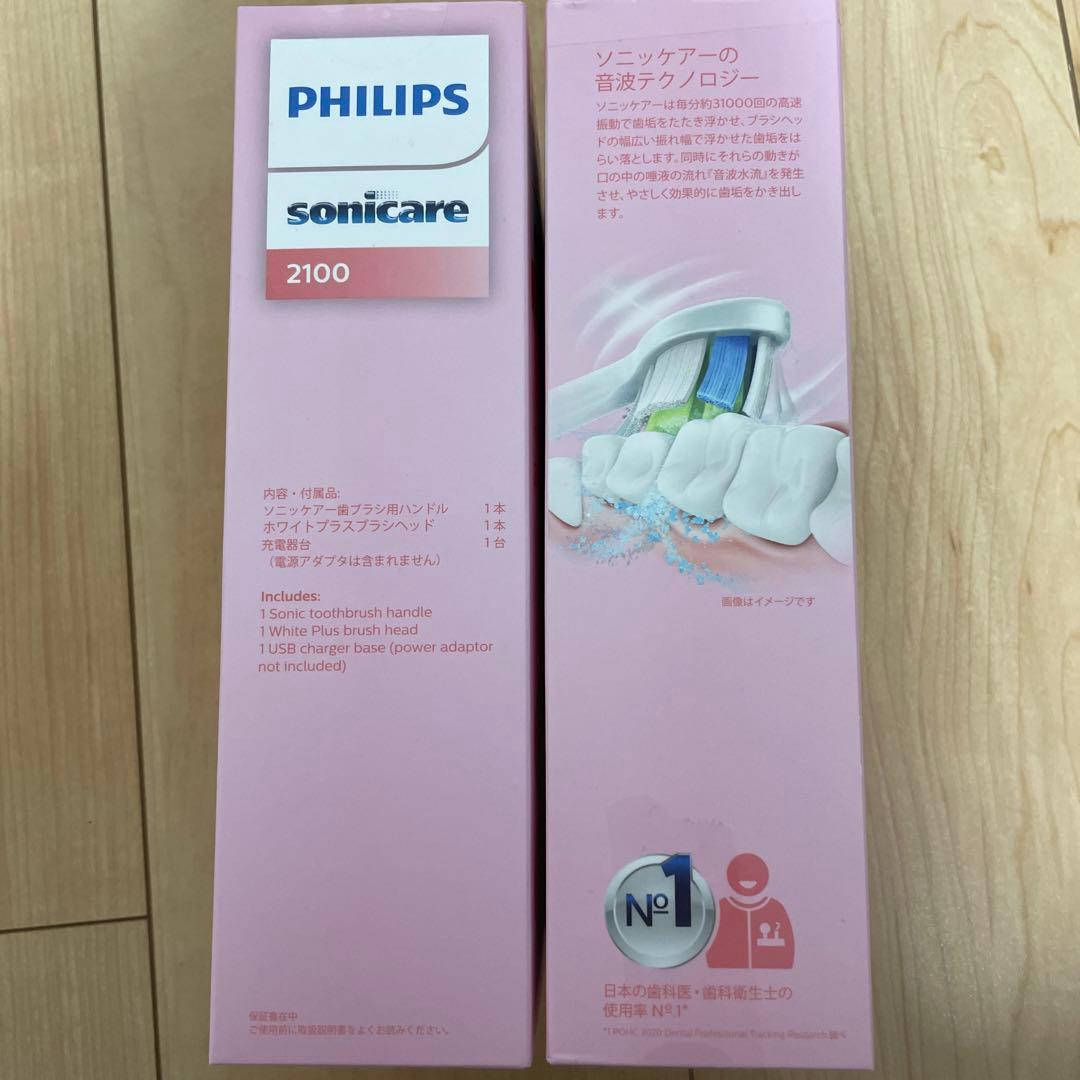 PHILIPS
sonicare
2100
内容・付属品:
ソニッケアー歯ブラシ用ハンドル 1本
ホワイトプラスブラシヘッド 1本
充電器台 1台
（電源アダプタは含まれません）
Includes:
1 Sonic toothbrush handle
1 White Plus brush head
1 USB charger base (power adaptor
not included)
保証書在中
ご使用前に取扱説明書をよくお読みください。
ソニッケアーの
音波テクノロジー
ソニッケアーは毎分約31000回の高速
振動で歯垢をたたき浮かせ、ブラシヘッ
ドの幅広い振れ幅で浮かせた歯垢をは
らい落とします。同時にそれらの動きが
口の中の唾液の流れ『音波水流』を発生
させ、やさしく効果的に歯垢をかき出し
ます。
画像はイメージです
Nº1
日本の歯科医・歯科衛生士の
使用率 Nº.1*
*1 POHC 2020 Dental Professional Tracking Research 調べ